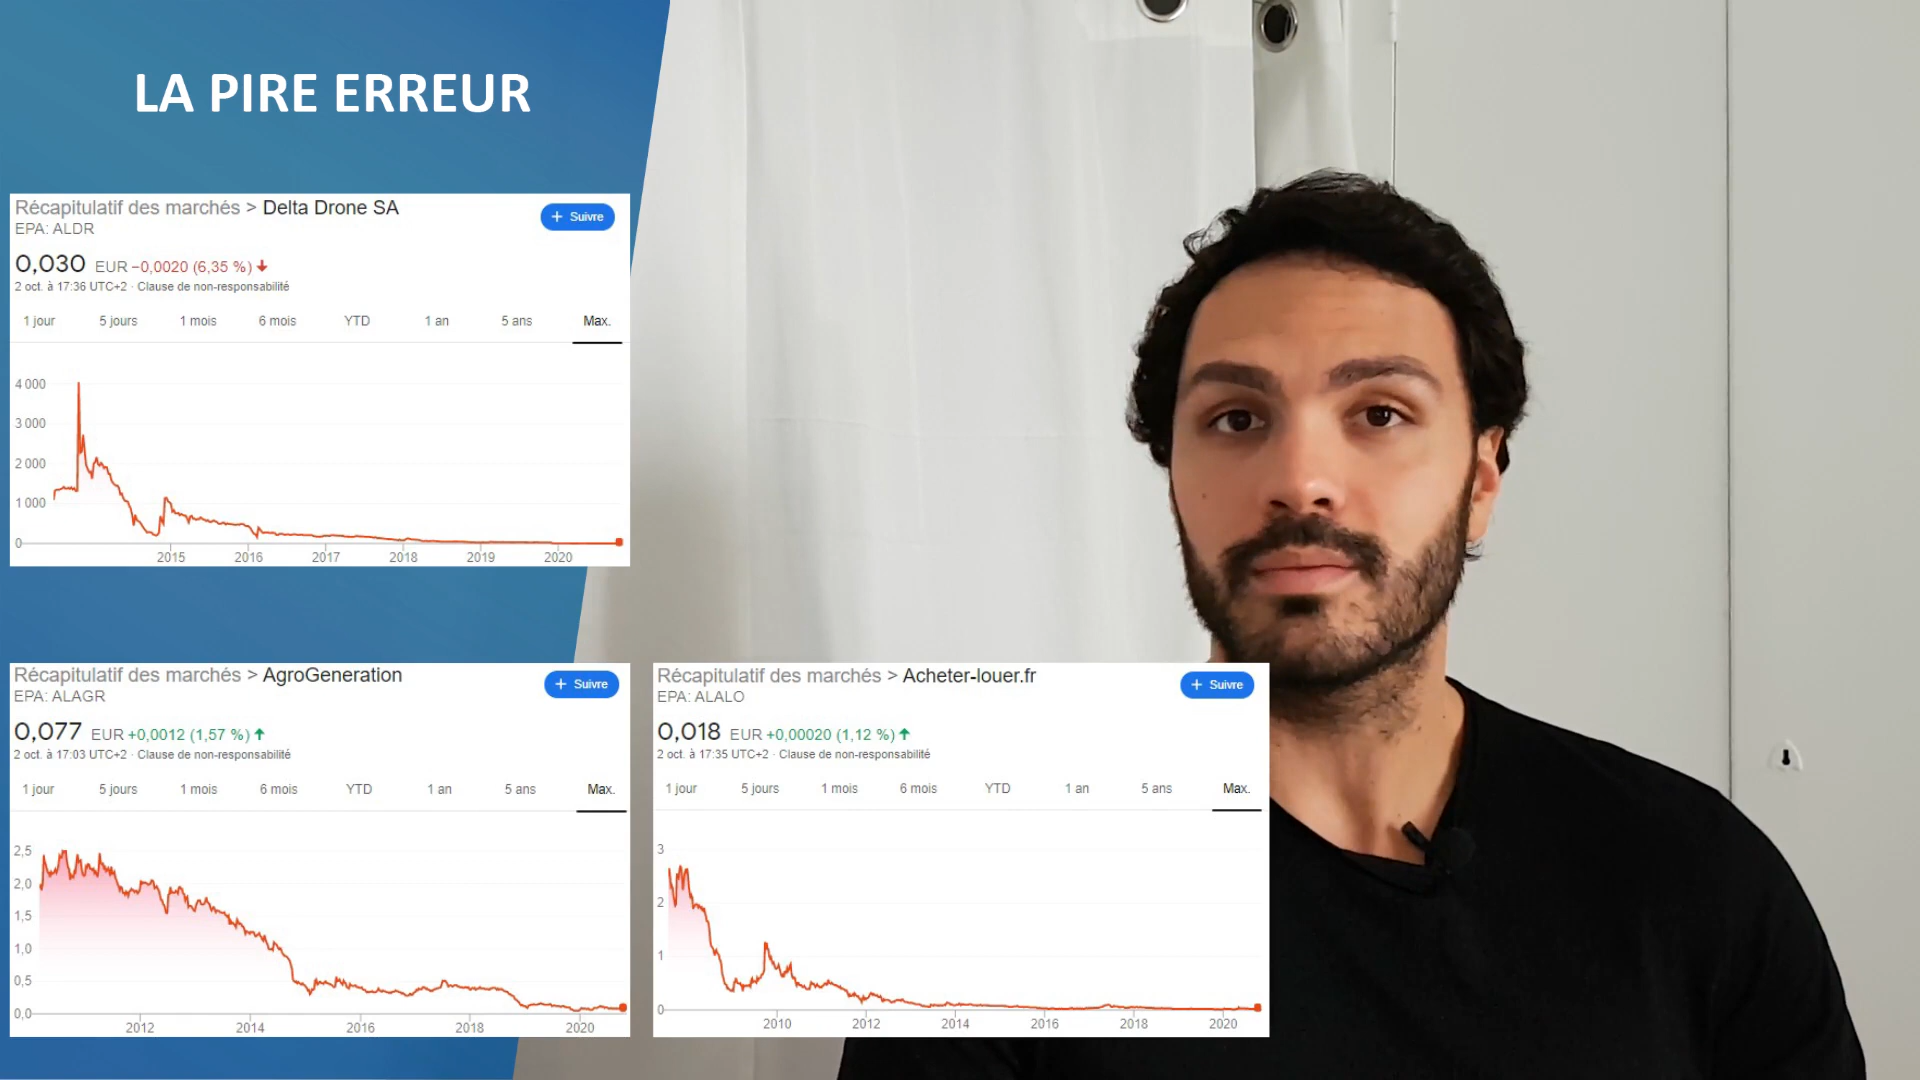 LA PIRE ERREUR
Récapitulatif des marchés > Delta Drone SA
+ Suivre
EPA: ALDR
0,030 EUR −0,0020 (6,35 %)
2 oct. à 17:36 UTC+2 · Clause de non-responsabilité
1 jour 5 jours 1 mois 6 mois YTD 1 an 5 ans Max.
4 000
3 000
2 000
1 000
0
2015 2016 2017 2018 2019 2020
Récapitulatif des marchés > AgroGeneration
+ Suivre
EPA: ALAGR
0,077 EUR +0,0012 (1,57 %)
2 oct. à 17:03 UTC+2 · Clause de non-responsabilité
1 jour 5 jours 1 mois 6 mois YTD 1 an 5 ans Max.
2,5
2,0
1,5
1,0
0,5
0,0
2012 2014 2016 2018 2020
Récapitulatif des marchés > Acheter-louer.fr
+ Suivre
EPA: ALALO
0,018 EUR +0,00020 (1,12 %)
2 oct. à 17:35 UTC+2 · Clause de non-responsabilité
1 jour 5 jours 1 mois 6 mois YTD 1 an 5 ans Max.
3
2
1
0
2010 2012 2014 2016 2018 2020